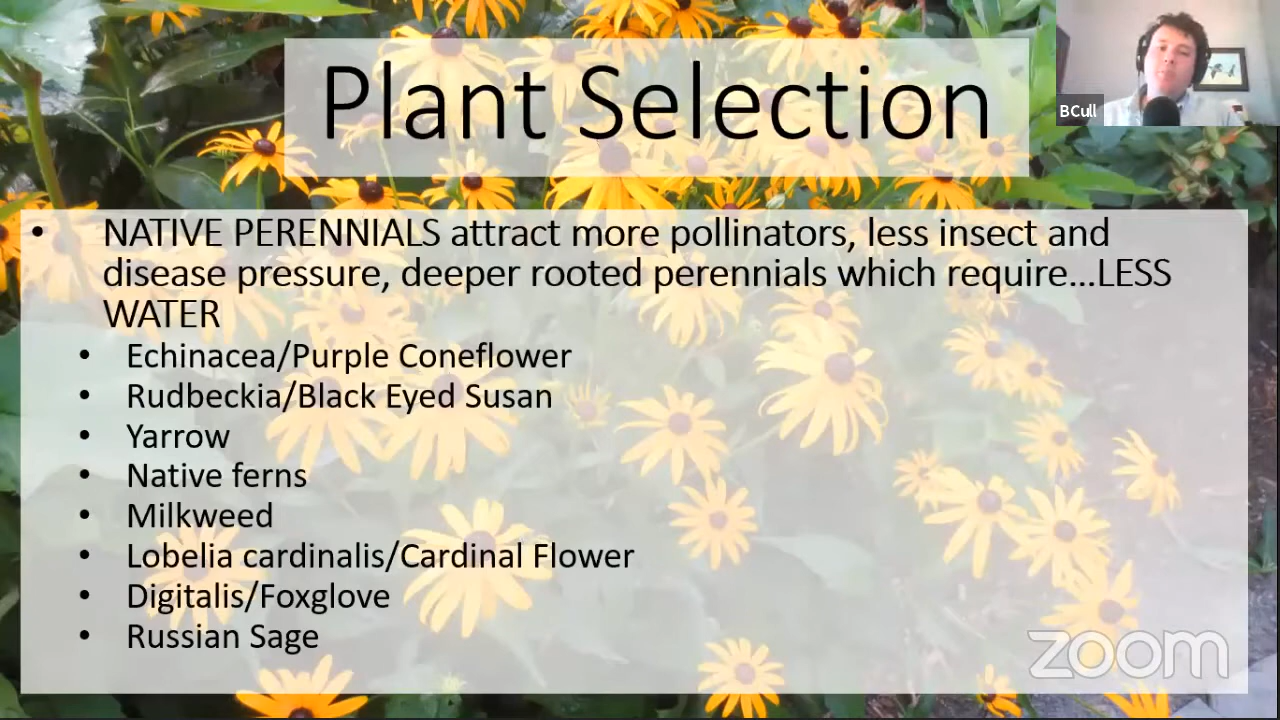 Plant Selection
BCull
• NATIVE PERENNIALS attract more pollinators, less insect and
disease pressure, deeper rooted perennials which require...LESS
WATER
• Echinacea/Purple Coneflower
• Rudbeckia/Black Eyed Susan
• Yarrow
• Native ferns
• Milkweed
• Lobelia cardinalis/Cardinal Flower
• Digitalis/Foxglove
• Russian Sage
zoom